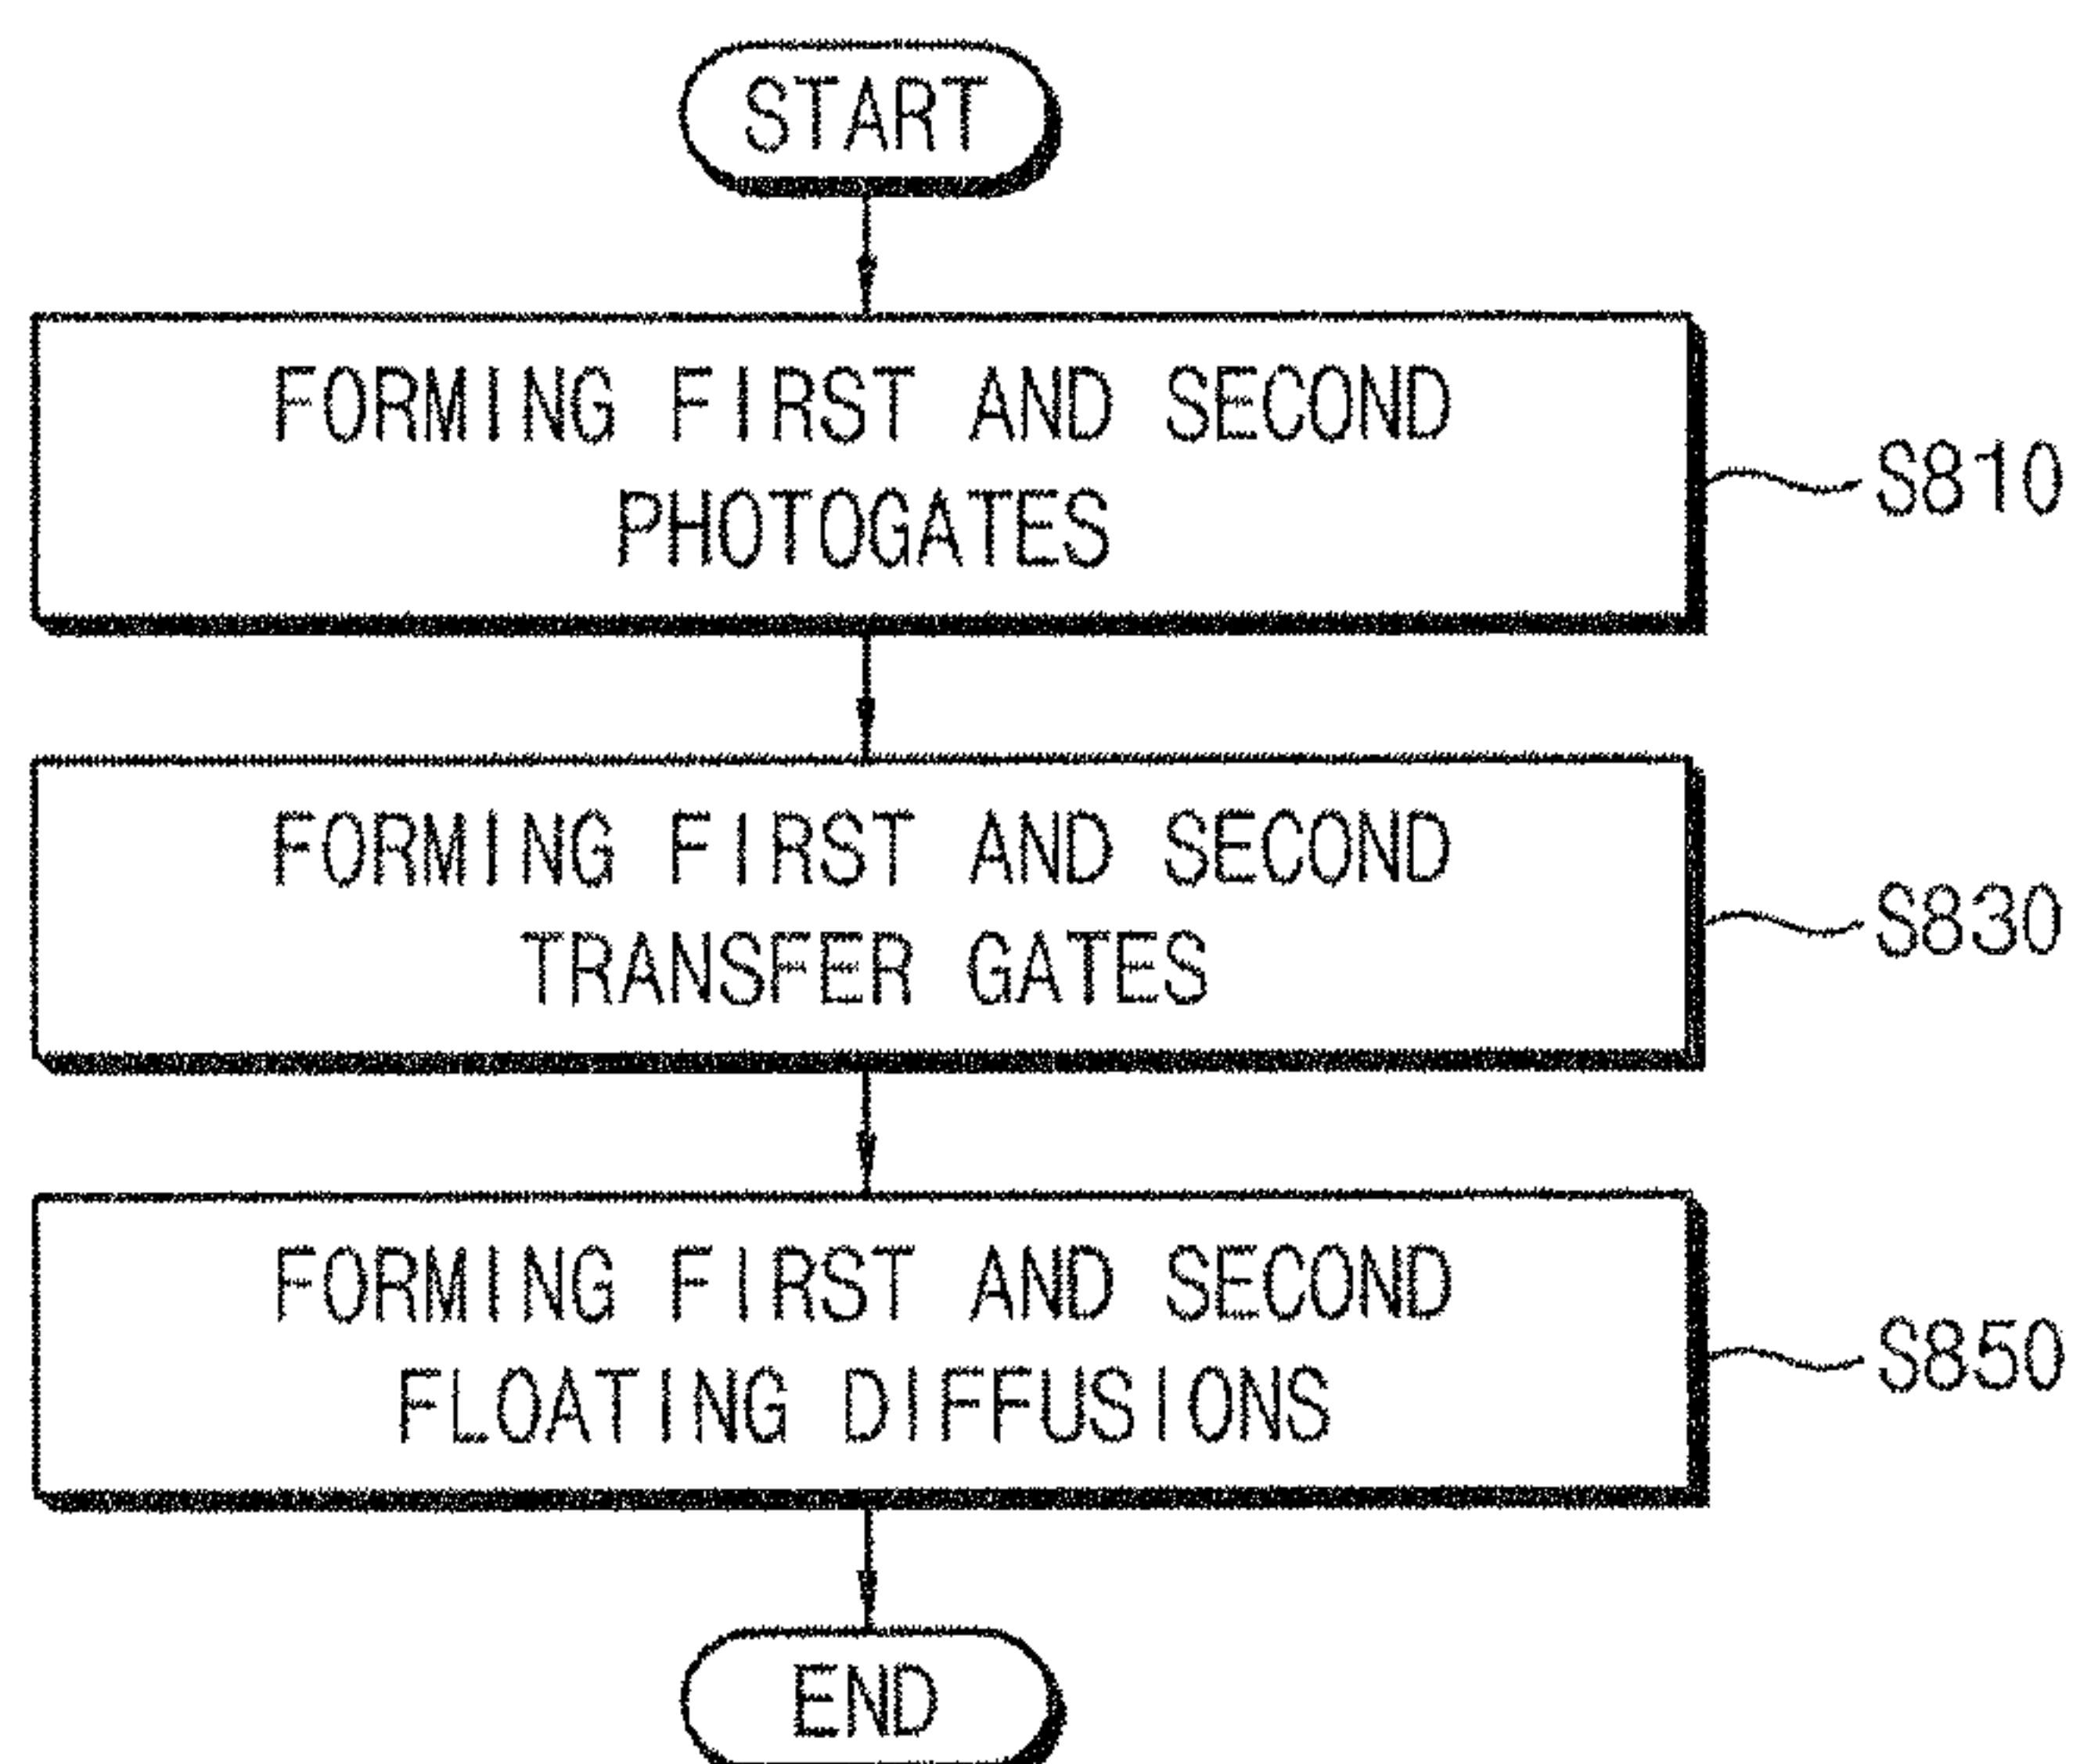 START
FORMING FIRST AND SECOND
PHOTOGATES
S810
FORMING FIRST AND SECOND
TRANSFER GATES
S830
FORMING FIRST AND SECOND
FLOATING DIFFUSIONS
S850
END